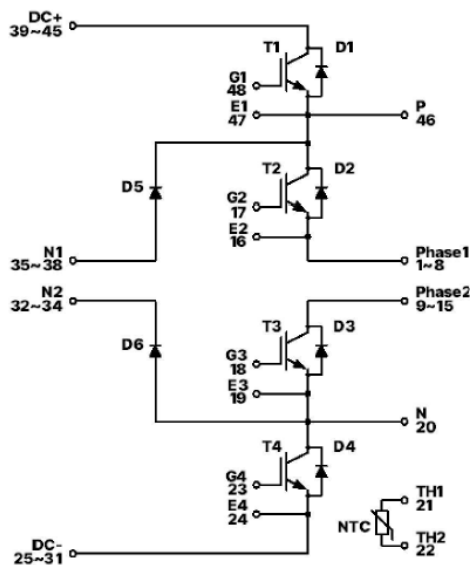 DC+
39~45
T1 D1
G1
48
E1
47
P
46
D5
T2 D2
G2
17
E2
16
N1
35~38
Phase1
1~8
N2
32~34
Phase2
9~15
D6
T3 D3
G3
18
E3
19
N
20
T4 D4
G4
23
E4
24
TH1
21
NTC
TH2
22
DC-
25~31